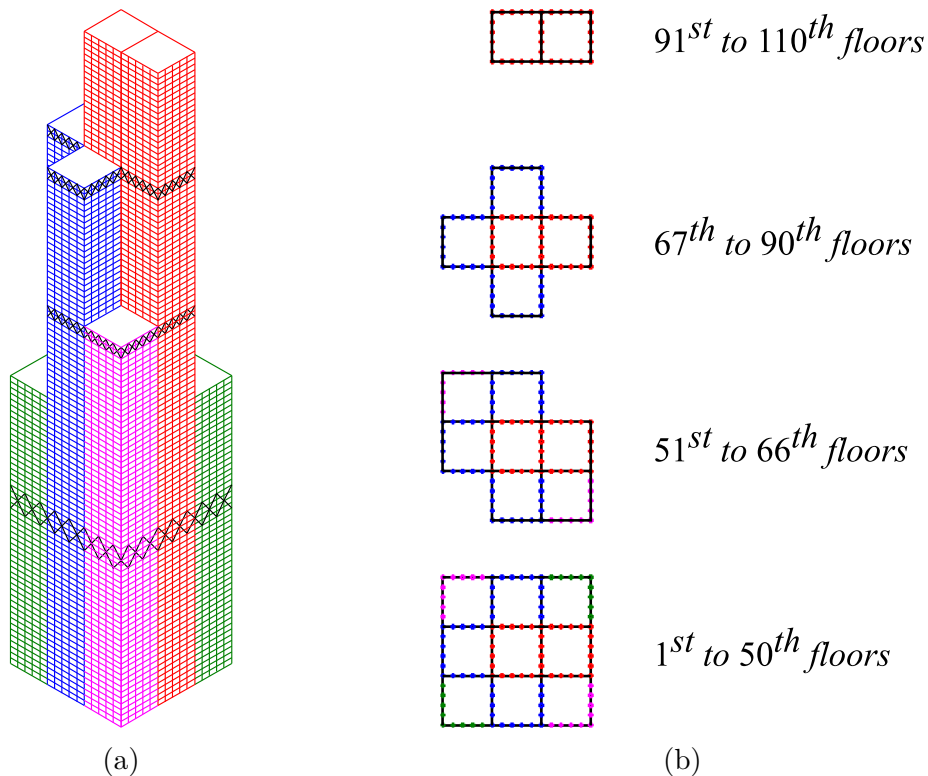 91st to 110th floors
67th to 90th floors
51st to 66th floors
1st to 50th floors
(a)
(b)